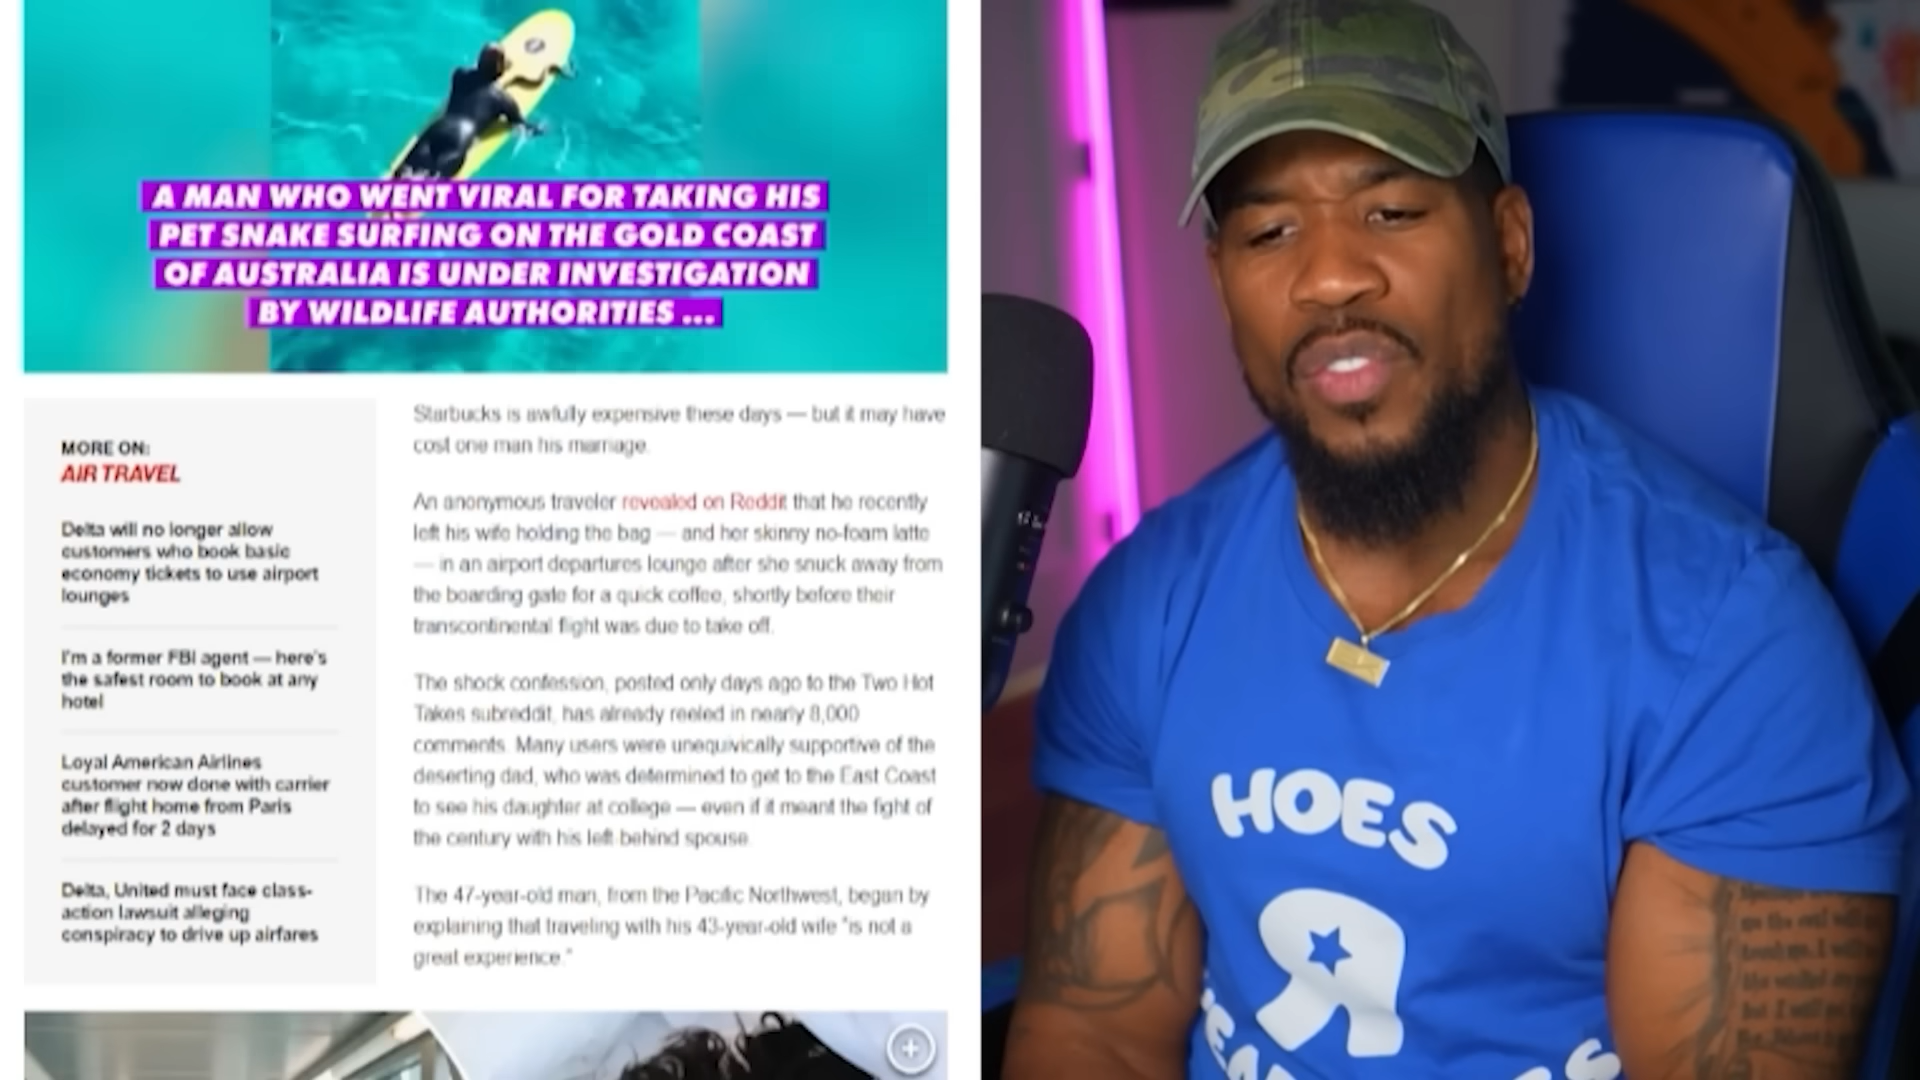 A MAN WHO WENT VIRAL FOR TAKING HIS
PET SNAKE SURFING ON THE GOLD COAST
OF AUSTRALIA IS UNDER INVESTIGATION
BY WILDLIFE AUTHORITIES ...
MORE ON:
AIR TRAVEL
Delta will no longer allow
customers who book basic
economy tickets to use airport
lounges
I'm a former FBI agent — here's
the safest room to book at any
hotel
Loyal American Airlines
customer now done with carrier
after flight home from Paris
delayed for 2 days
Delta, United must face class-
action lawsuit alleging
conspiracy to drive up airfares
Starbucks is awfully expensive these days — but it may have
cost one man his marriage.
An anonymous traveler revealed on Reddit that he recently
left his wife holding the bag — and her skinny no-foam latte
— in an airport departures lounge after she snuck away from
the boarding gate for a quick coffee, shortly before their
transcontinental flight was due to take off.
The shock confession, posted only days ago to the Two Hot
Takes subreddit, has already reeled in nearly 8,000
comments. Many users were unequivically supportive of the
deserting dad, who was determined to get to the East Coast
to see his daughter at college — even if it meant the fight of
the century with his left-behind spouse.
The 47-year-old man, from the Pacific Northwest, began by
explaining that traveling with his 43-year-old wife "is not a
great experience."
HOES
R